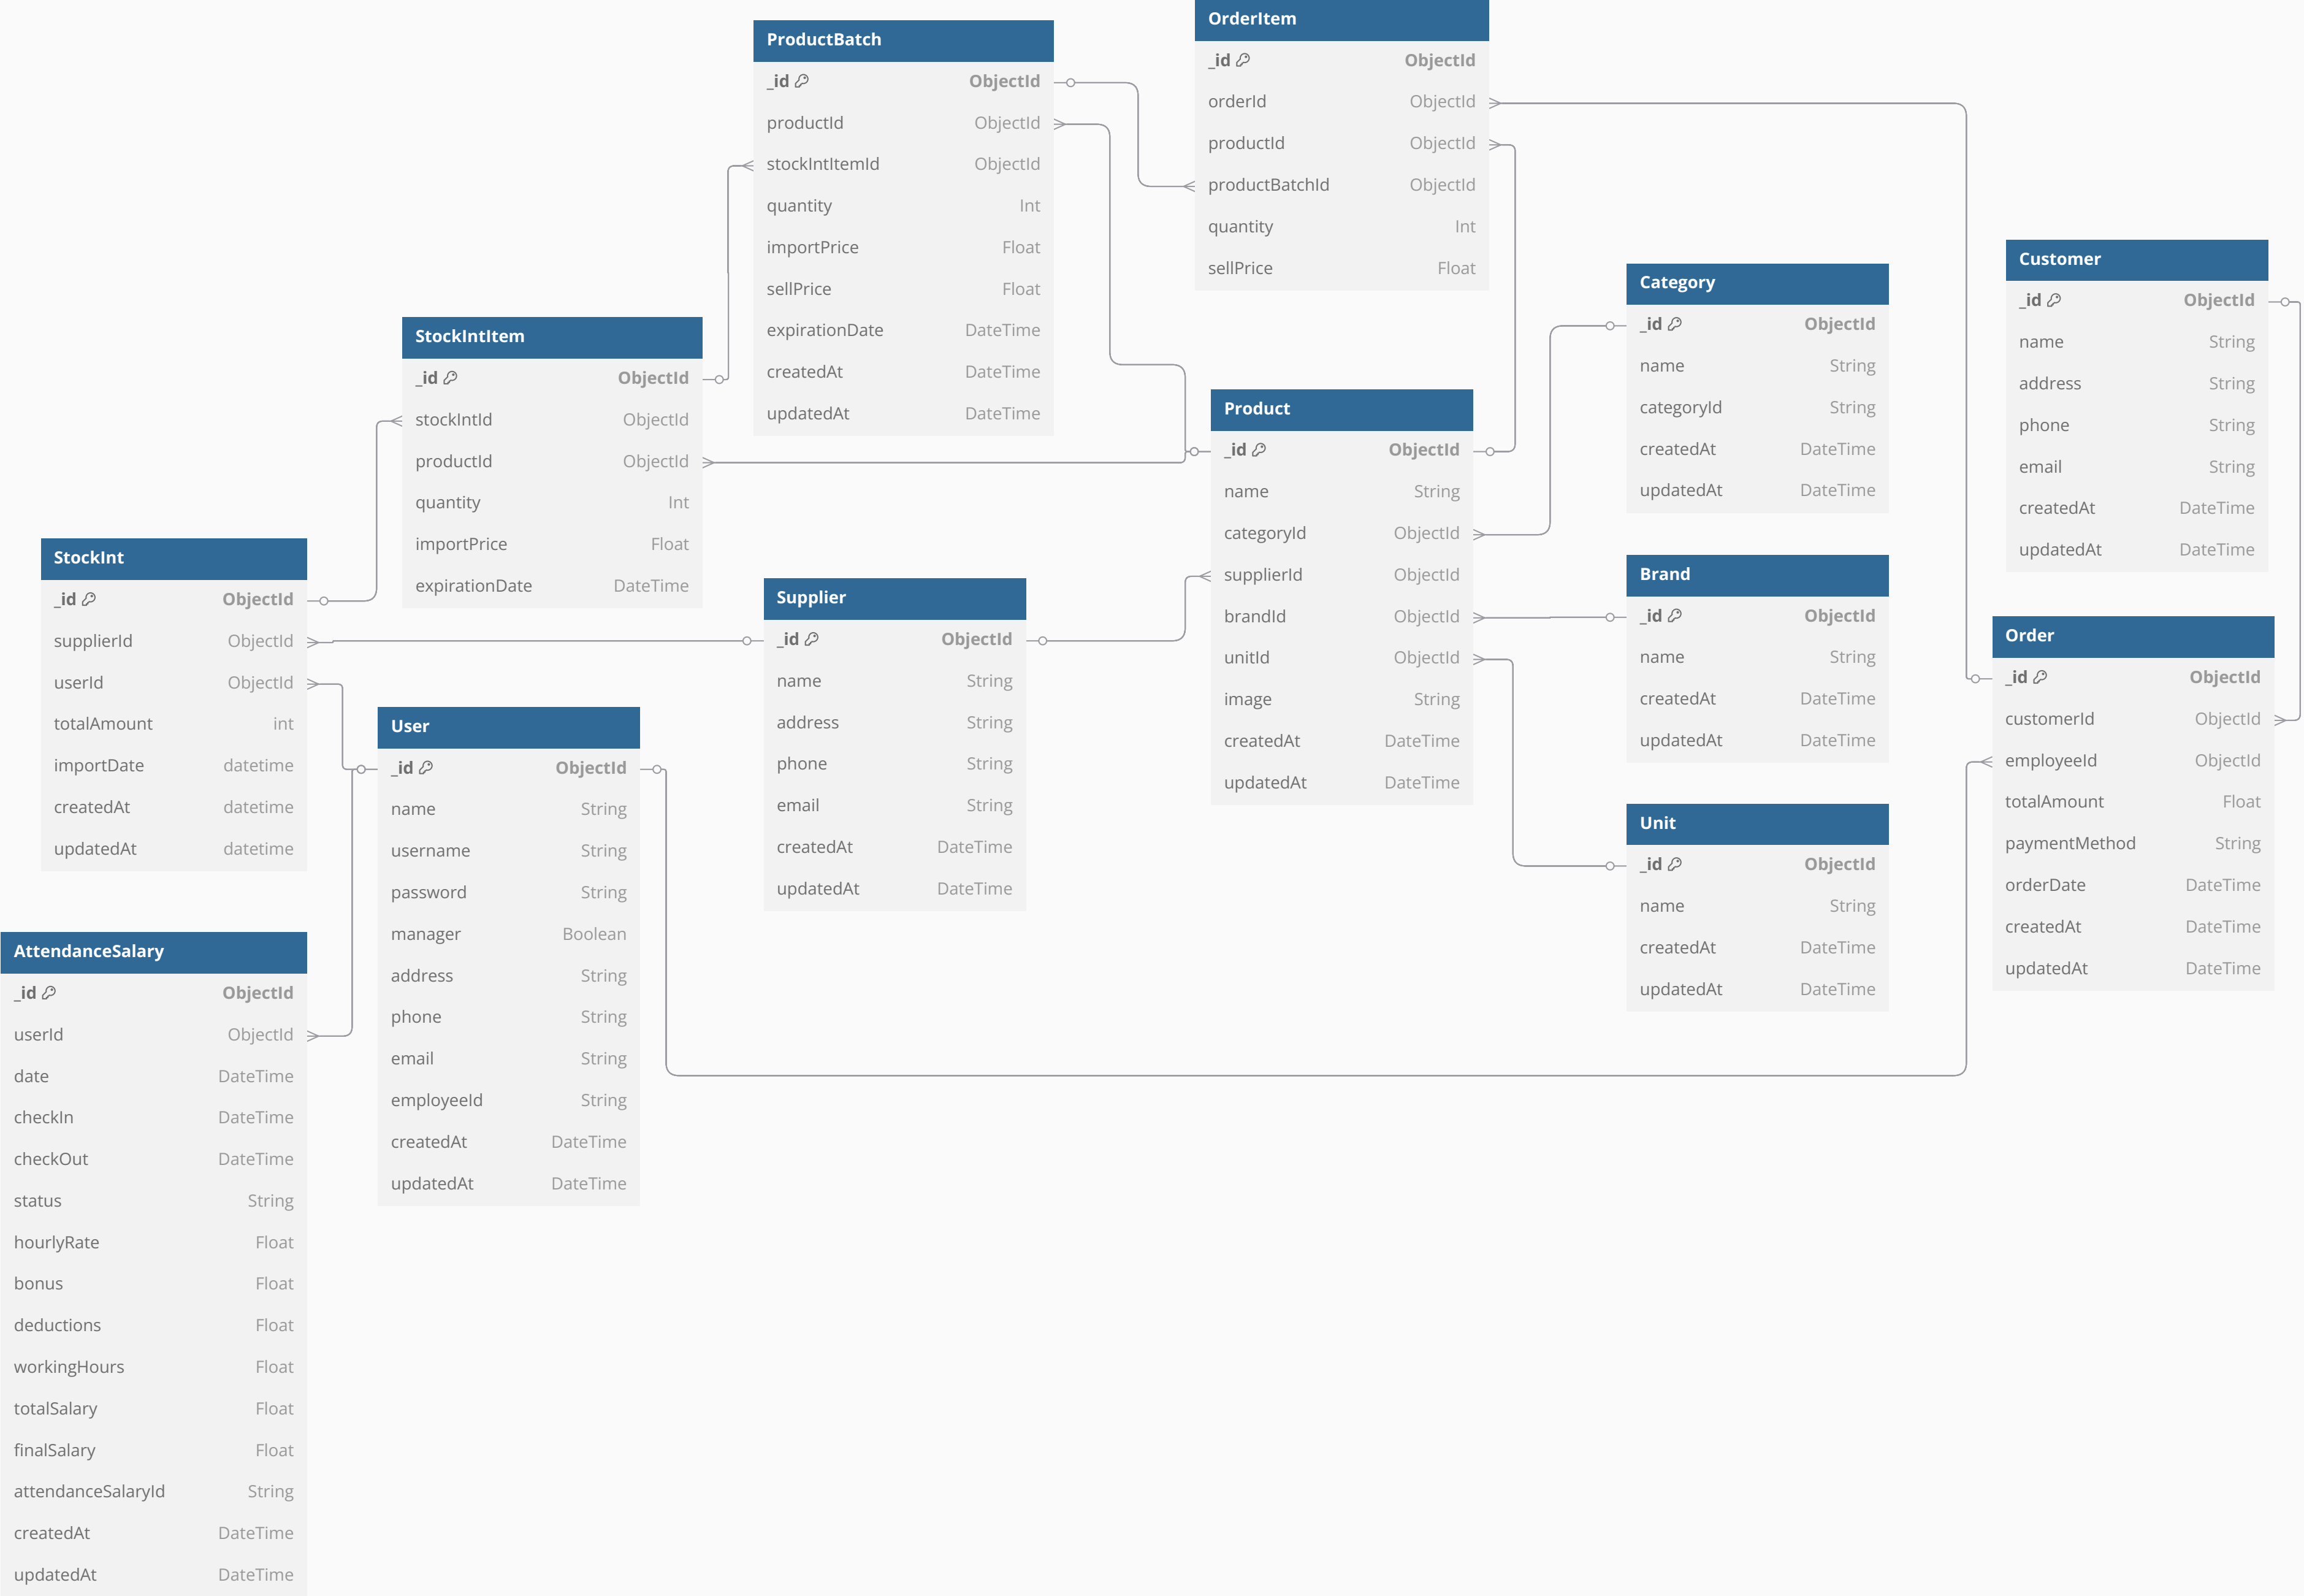 OrderItem
_id ObjectId
orderId ObjectId
productId ObjectId
productBatchId ObjectId
quantity Int
sellPrice Float
ProductBatch
_id ObjectId
productId ObjectId
stockIntItemId ObjectId
quantity Int
importPrice Float
sellPrice Float
expirationDate DateTime
createdAt DateTime
updatedAt DateTime
Customer
_id ObjectId
name String
address String
phone String
email String
createdAt DateTime
updatedAt DateTime
Category
_id ObjectId
name String
categoryId String
createdAt DateTime
updatedAt DateTime
StockIntItem
_id ObjectId
stockIntId ObjectId
productId ObjectId
quantity Int
importPrice Float
expirationDate DateTime
Product
_id ObjectId
name String
categoryId ObjectId
supplierId ObjectId
brandId ObjectId
unitId ObjectId
image String
createdAt DateTime
updatedAt DateTime
StockInt
_id ObjectId
supplierId ObjectId
userId ObjectId
totalAmount int
importDate datetime
createdAt datetime
updatedAt datetime
Supplier
_id ObjectId
name String
address String
phone String
email String
createdAt DateTime
updatedAt DateTime
Brand
_id ObjectId
name String
createdAt DateTime
updatedAt DateTime
Order
_id ObjectId
customerId ObjectId
employeeId ObjectId
totalAmount Float
paymentMethod String
orderDate DateTime
createdAt DateTime
updatedAt DateTime
User
_id ObjectId
name String
username String
password String
manager Boolean
address String
phone String
email String
employeeId String
createdAt DateTime
updatedAt DateTime
Unit
_id ObjectId
name String
createdAt DateTime
updatedAt DateTime
AttendanceSalary
_id ObjectId
userId ObjectId
date DateTime
checkIn DateTime
checkOut DateTime
status String
hourlyRate Float
bonus Float
deductions Float
workingHours Float
totalSalary Float
finalSalary Float
attendanceSalaryId String
createdAt DateTime
updatedAt DateTime